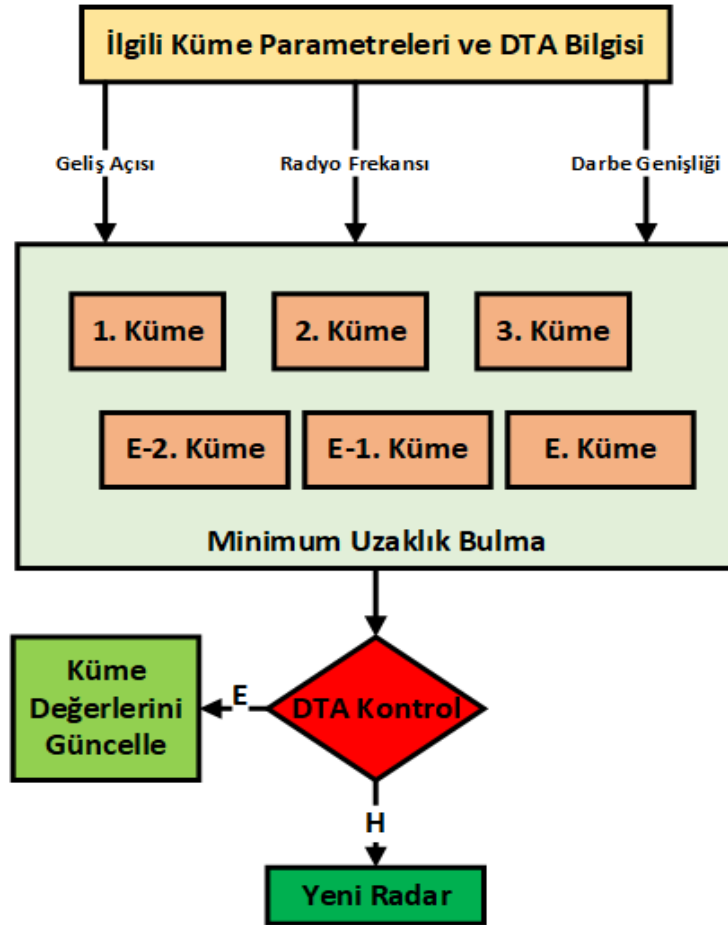 İlgili Küme Parametreleri ve DTA Bilgisi
Geliş Açısı
Radyo Frekansı
Darbe Genişliği
1. Küme
2. Küme
3. Küme
E-2. Küme
E-1. Küme
E. Küme
Minimum Uzaklık Bulma
Küme
Değerlerini
Güncelle
E
DTA Kontrol
H
Yeni Radar